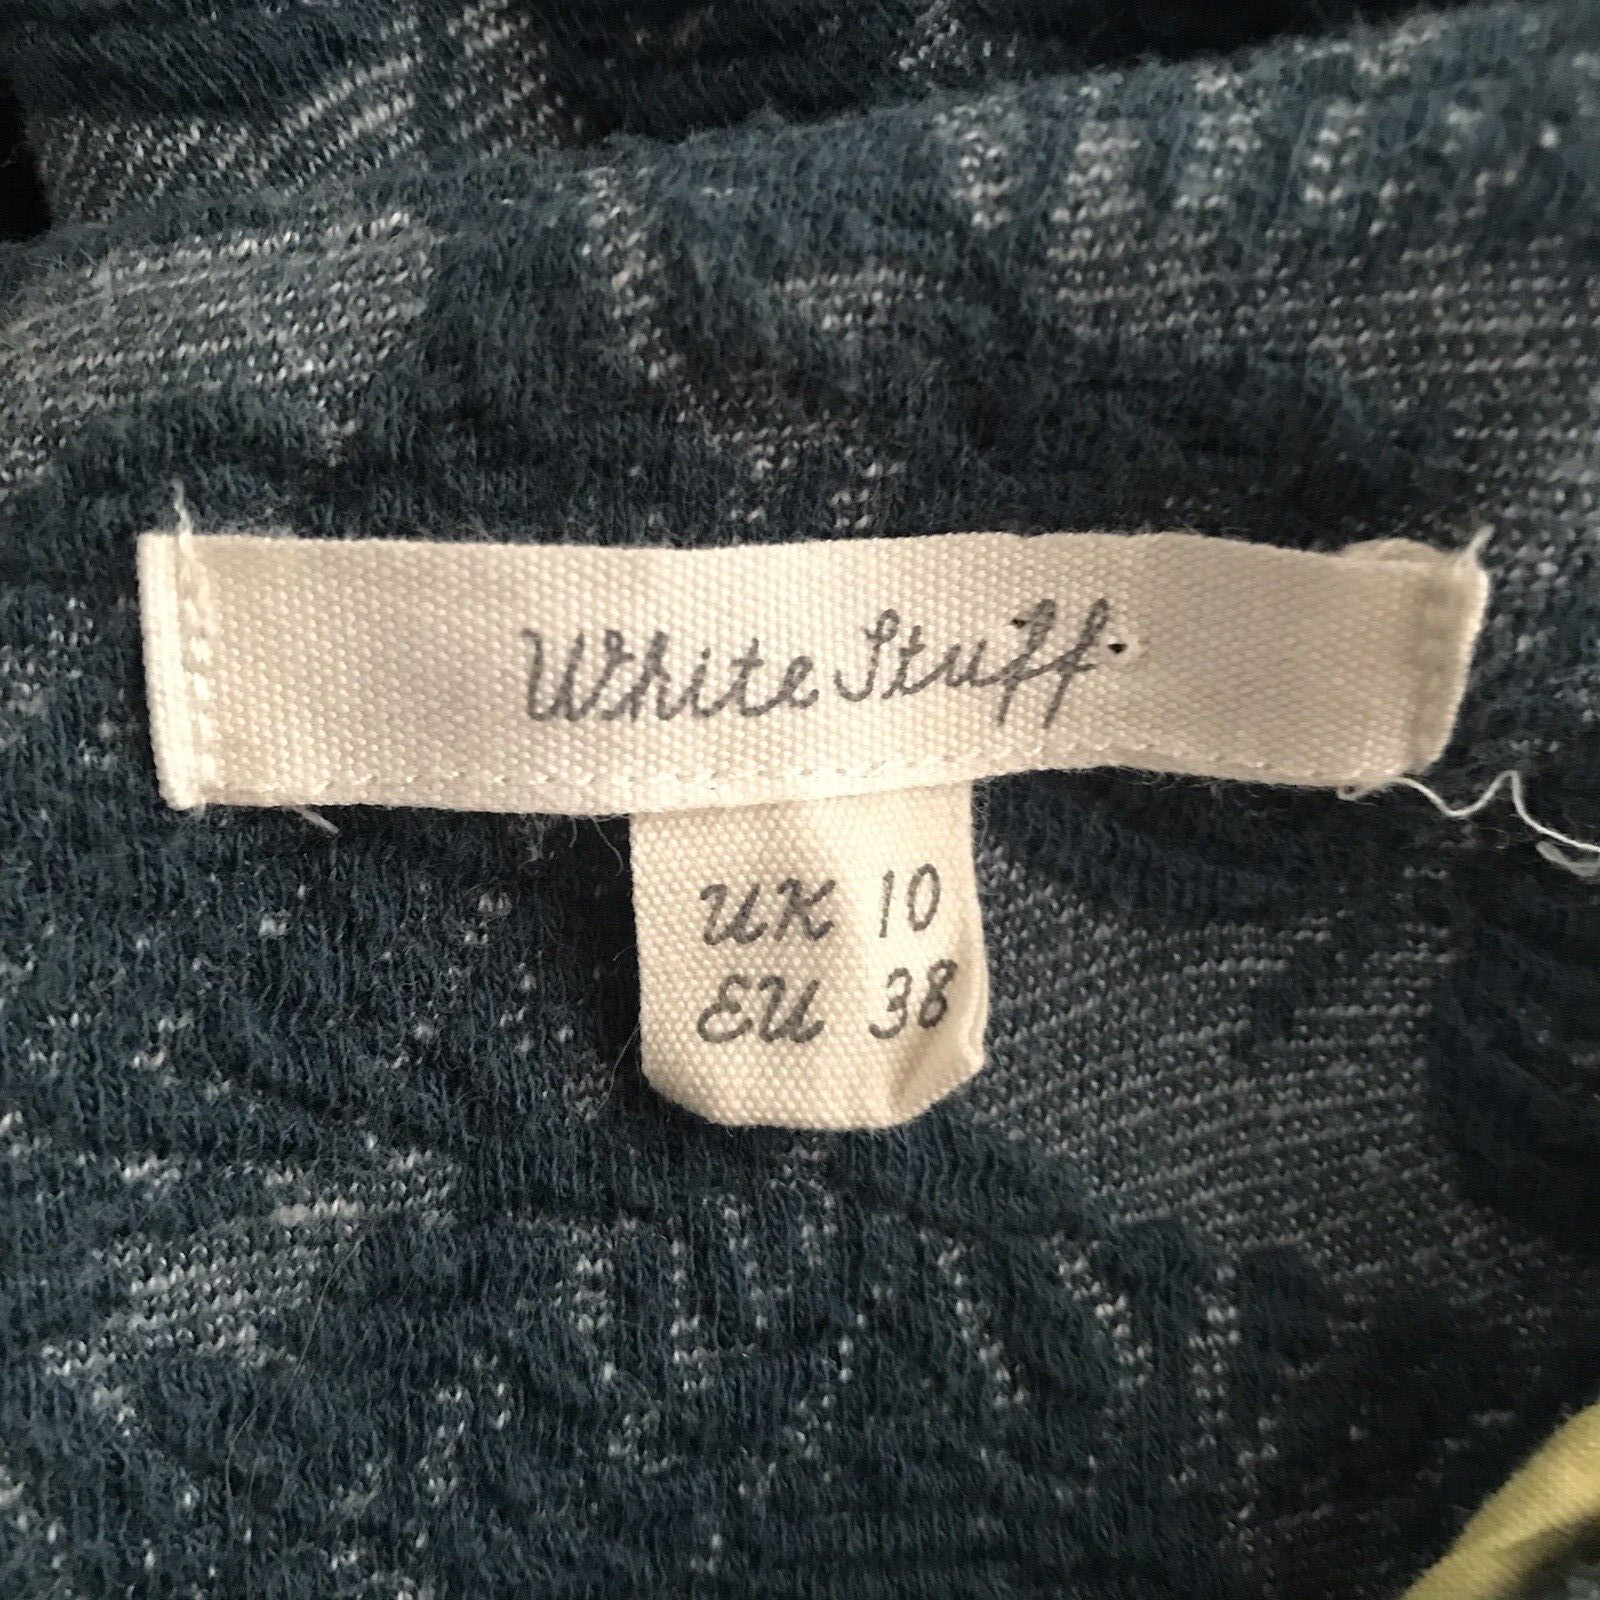 White Stuff.
UK 10
EU 38